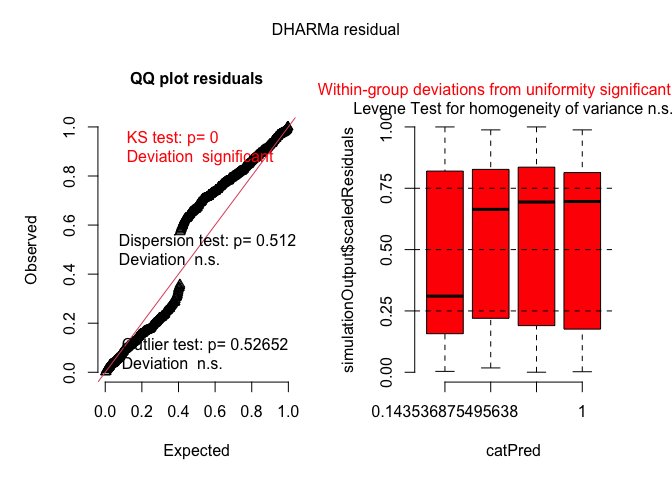 DHARMa residual
QQ plot residuals
KS test: p= 0
Deviation significant
Dispersion test: p= 0.512
Deviation n.s.
Outlier test: p= 0.52652
Deviation n.s.
Observed
0.0 0.2 0.4 0.6 0.8 1.0
0.0 0.2 0.4 0.6 0.8 1.0
Expected
Within-group deviations from uniformity significant
Levene Test for homogeneity of variance n.s.
simulationOutput$scaledResiduals
0.00 0.25 0.50 0.75 1.00
0.143536875495638 1
catPred